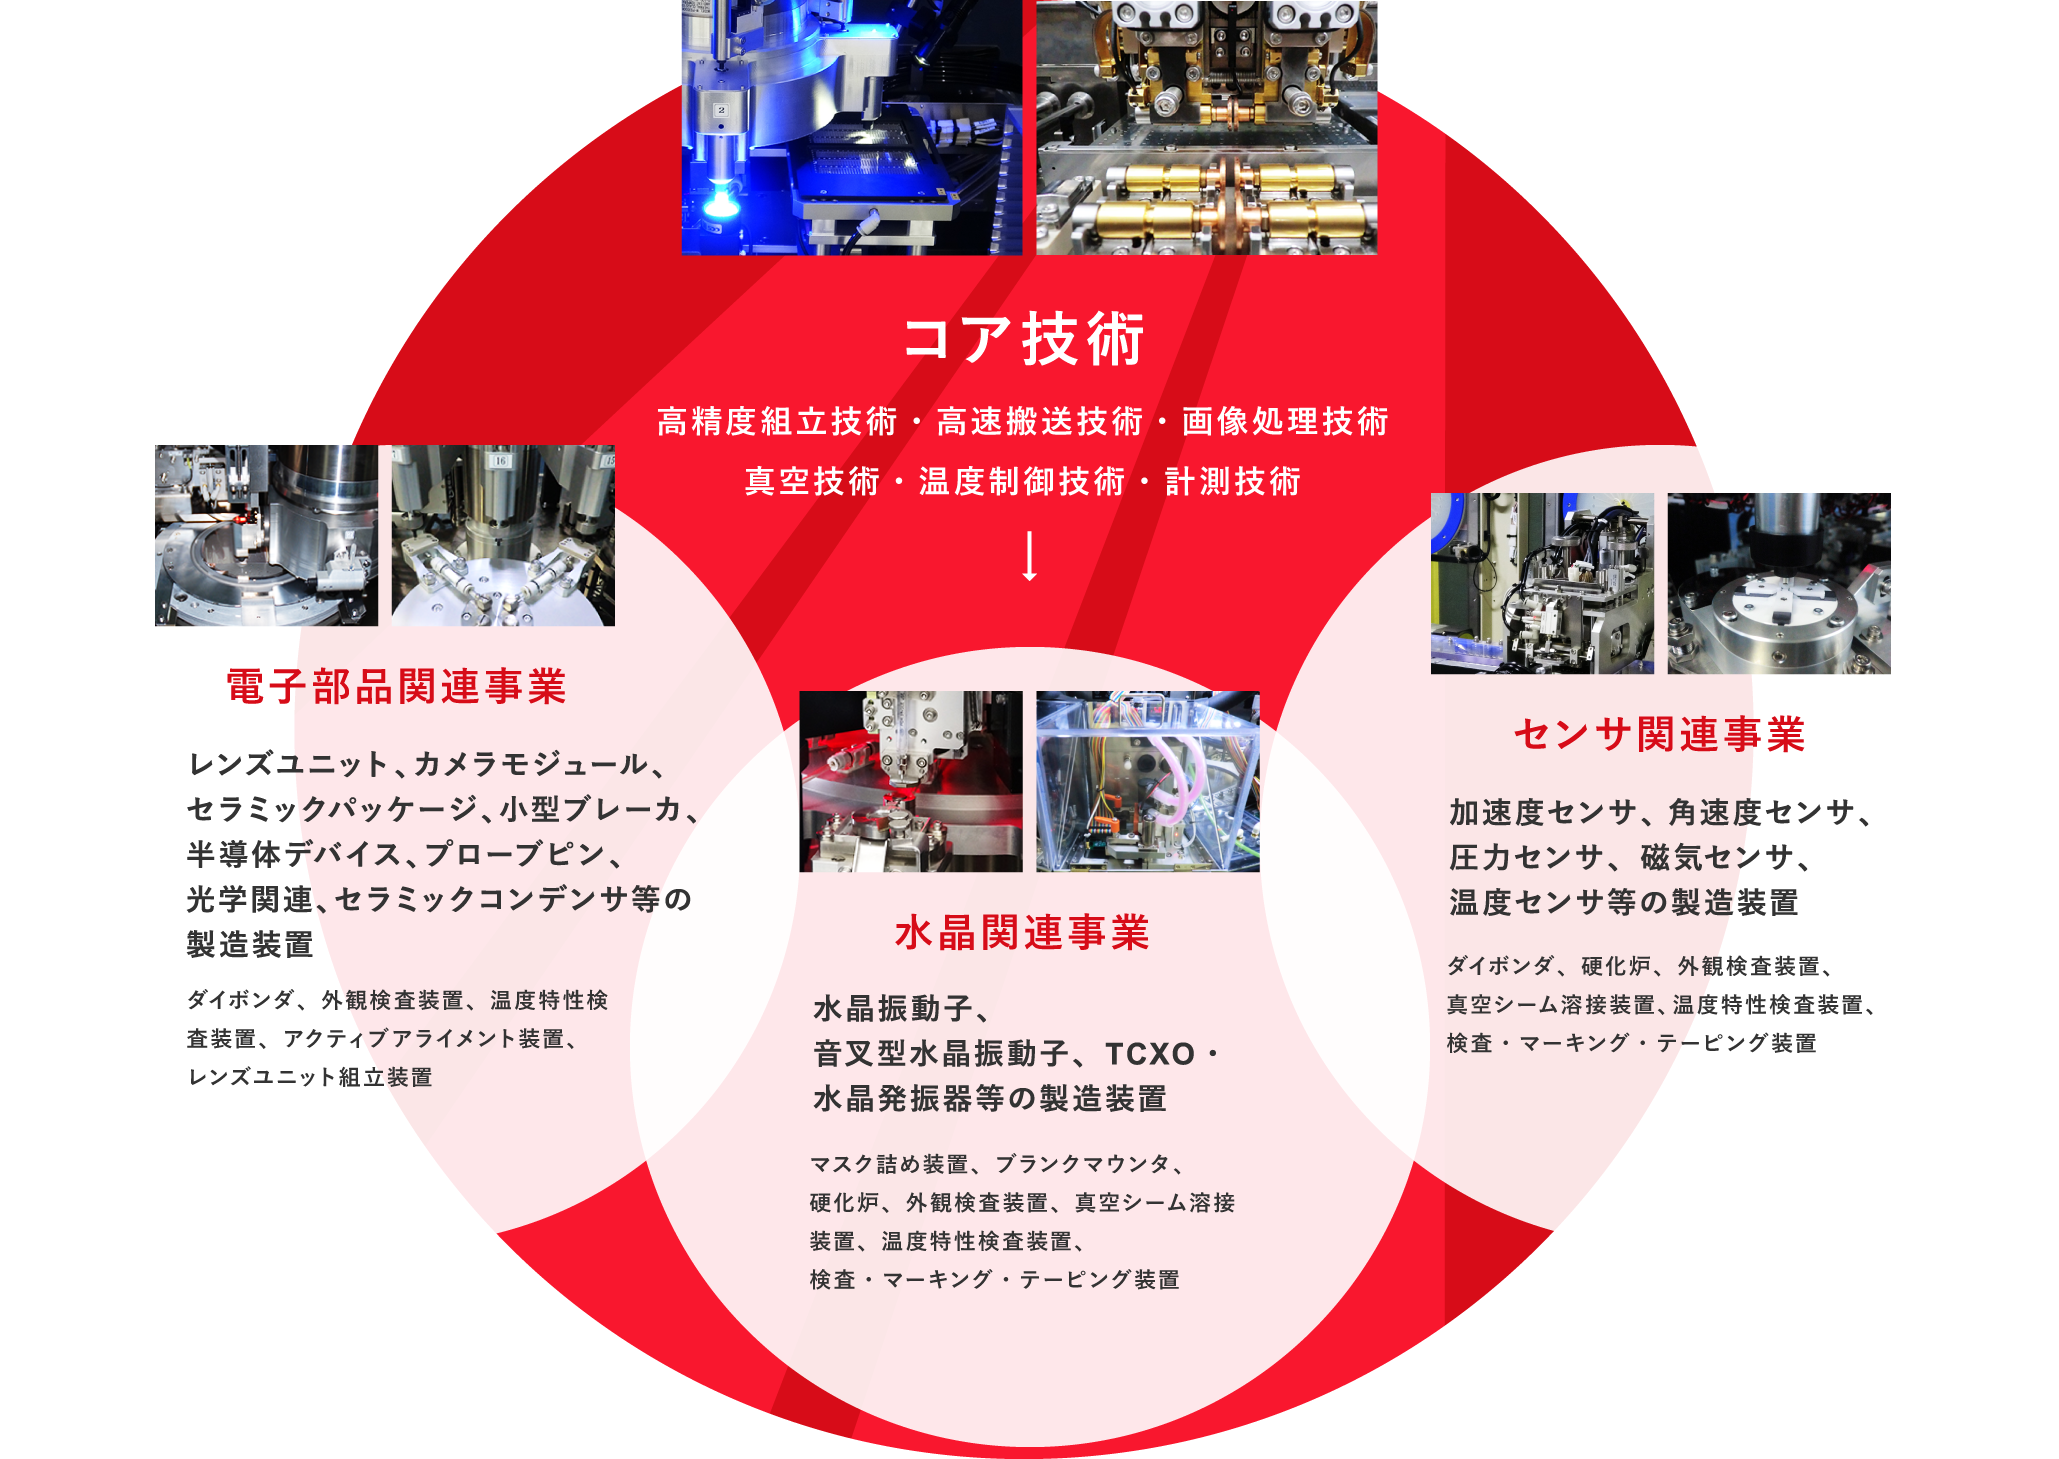 コア技術
高精度組立技術・高速搬送技術・画像処理技術
真空技術・温度制御技術・計測技術
電子部品関連事業
レンズユニット、カメラモジュール、
セラミックパッケージ、小型ブレーカ、
半導体デバイス、プローブピン、
光学関連、セラミックコンデンサ等の
製造装置
ダイボンダ、外観検査装置、温度特性検
査装置、アクティブアライメント装置、
レンズユニット組立装置
水晶関連事業
水晶振動子、
音叉型水晶振動子、TCXO・
水晶発振器等の製造装置
マスク詰め装置、ブランクマウンタ、
硬化炉、外観検査装置、真空シーム溶接
装置、温度特性検査装置、
検査・マーキング・テーピング装置
センサ関連事業
加速度センサ、角速度センサ、
圧力センサ、磁気センサ、
温度センサ等の製造装置
ダイボンダ、硬化炉、外観検査装置、
真空シーム溶接装置、温度特性検査装置、
検査・マーキング・テーピング装置
2
16
15